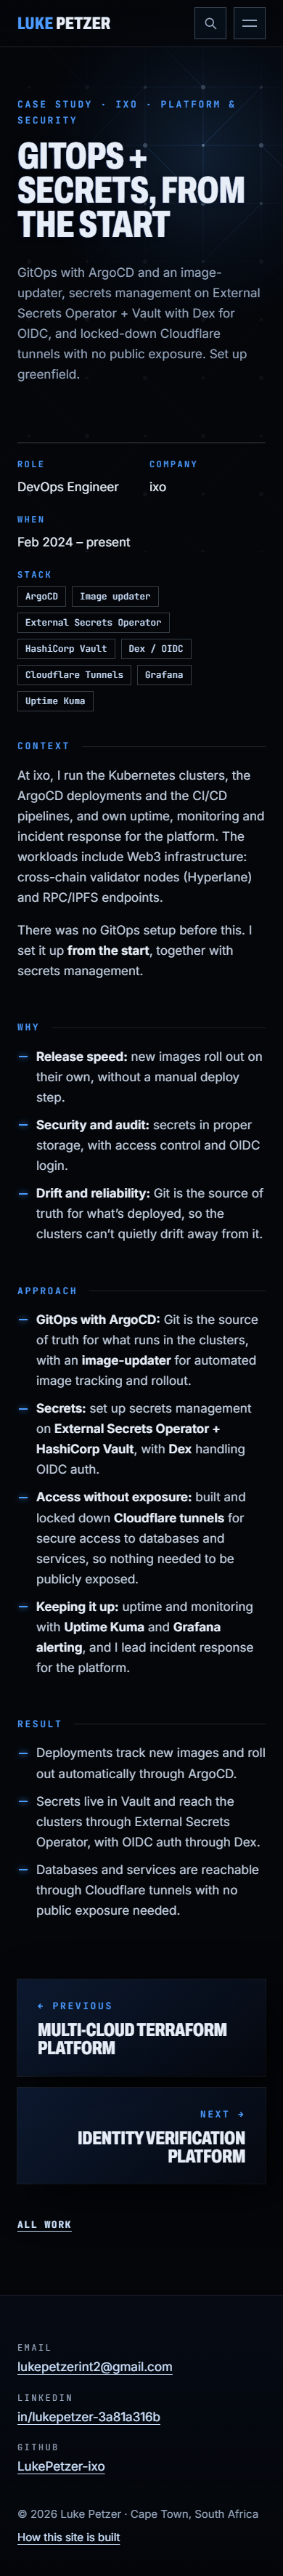 LUKE PETZER
CASE STUDY · IXO · PLATFORM &
SECURITY
GITOPS +
SECRETS, FROM
THE START
GitOps with ArgoCD and an image-
updater, secrets management on External
Secrets Operator + Vault with Dex for
OIDC, and locked-down Cloudflare
tunnels with no public exposure. Set up
greenfield.
ROLE
DevOps Engineer
COMPANY
ixo
WHEN
Feb 2024 – present
STACK
ArgoCD
Image updater
External Secrets Operator
HashiCorp Vault
Dex / OIDC
Cloudflare Tunnels
Grafana
Uptime Kuma
CONTEXT
At ixo, I run the Kubernetes clusters, the
ArgoCD deployments and the CI/CD
pipelines, and own uptime, monitoring and
incident response for the platform. The
workloads include Web3 infrastructure:
cross-chain validator nodes (Hyperlane)
and RPC/IPFS endpoints.
There was no GitOps setup before this. I
set it up from the start, together with
secrets management.
WHY
— Release speed: new images roll out on
their own, without a manual deploy
step.
— Security and audit: secrets in proper
storage, with access control and OIDC
login.
— Drift and reliability: Git is the source of
truth for what's deployed, so the
clusters can't quietly drift away from it.
APPROACH
— GitOps with ArgoCD: Git is the source
of truth for what runs in the clusters,
with an image-updater for automated
image tracking and rollout.
— Secrets: set up secrets management
on External Secrets Operator +
HashiCorp Vault, with Dex handling
OIDC auth.
— Access without exposure: built and
locked down Cloudflare tunnels for
secure access to databases and
services, so nothing needed to be
publicly exposed.
— Keeping it up: uptime and monitoring
with Uptime Kuma and Grafana
alerting, and I lead incident response
for the platform.
RESULT
— Deployments track new images and roll
out automatically through ArgoCD.
— Secrets live in Vault and reach the
clusters through External Secrets
Operator, with OIDC auth through Dex.
— Databases and services are reachable
through Cloudflare tunnels with no
public exposure needed.
← PREVIOUS
MULTI-CLOUD TERRAFORM
PLATFORM
NEXT →
IDENTITY VERIFICATION
PLATFORM
ALL WORK
EMAIL
lukepetzerint2@gmail.com
LINKEDIN
in/lukepetzer-3a81a316b
GITHUB
LukePetzer-ixo
© 2026 Luke Petzer · Cape Town, South Africa
How this site is built